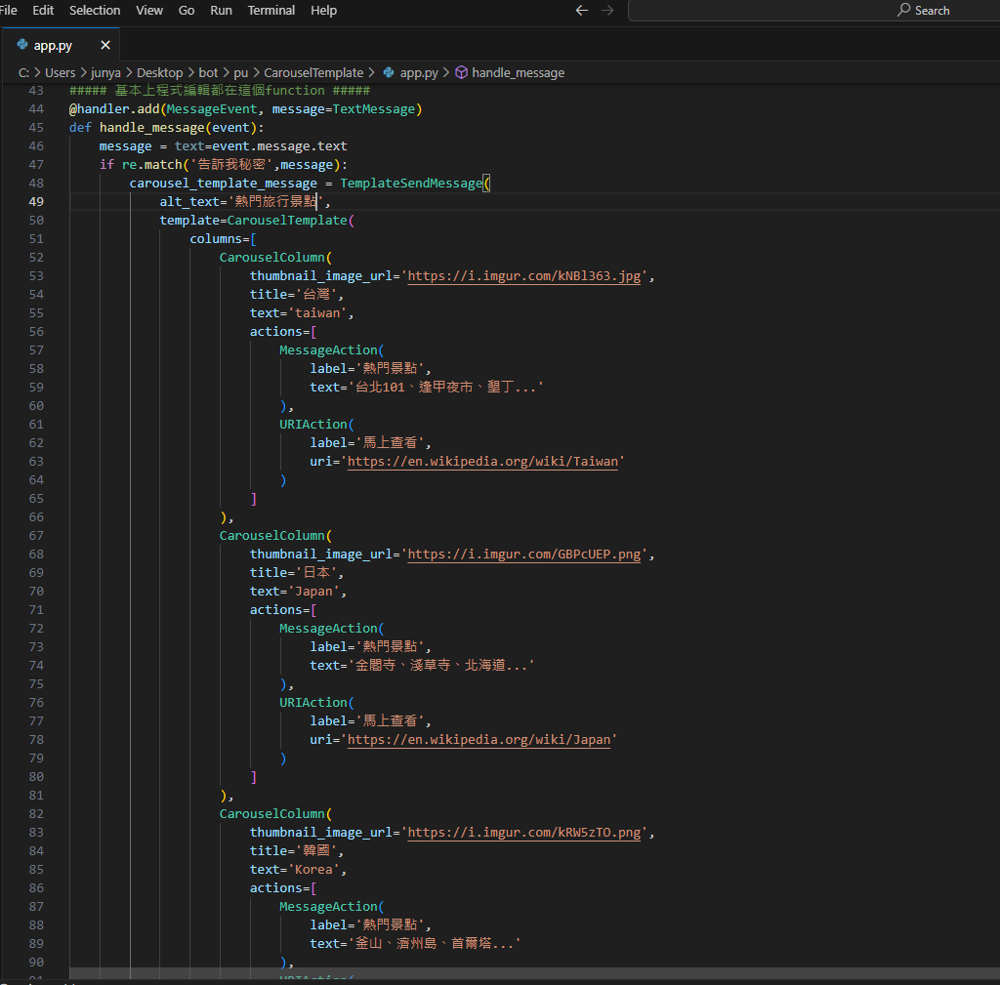 File Edit Selection View Go Run Terminal Help Search
app.py
C: > Users > junya > Desktop > bot > pu > CarouselTemplate > app.py > handle_message
43 ##### 基本上程式編輯都在這個function #####
44 @handler.add(MessageEvent, message=TextMessage)
45 def handle_message(event):
46 message = text=event.message.text
47 if re.match('告訴我秘密',message):
48 carousel_template_message = TemplateSendMessage(
49 alt_text='熱門旅行景點',
50 template=CarouselTemplate(
51 columns=[
52 CarouselColumn(
53 thumbnail_image_url='https://i.imgur.com/kNBl363.jpg',
54 title='台灣',
55 text='taiwan',
56 actions=[
57 MessageAction(
58 label='熱門景點',
59 text='台北101、逢甲夜市、墾丁...'
60 ),
61 URIAction(
62 label='馬上查看',
63 uri='https://en.wikipedia.org/wiki/Taiwan'
64 )
65 ]
66 ),
67 CarouselColumn(
68 thumbnail_image_url='https://i.imgur.com/GBPcUEP.png',
69 title='日本',
70 text='Japan',
71 actions=[
72 MessageAction(
73 label='熱門景點',
74 text='金閣寺、淺草寺、北海道...'
75 ),
76 URIAction(
77 label='馬上查看',
78 uri='https://en.wikipedia.org/wiki/Japan'
79 )
80 ]
81 ),
82 CarouselColumn(
83 thumbnail_image_url='https://i.imgur.com/kRW5zTO.png',
84 title='韓國',
85 text='Korea',
86 actions=[
87 MessageAction(
88 label='熱門景點',
89 text='釜山、濟州島、首爾塔...'
90 ),
91 URIAction(